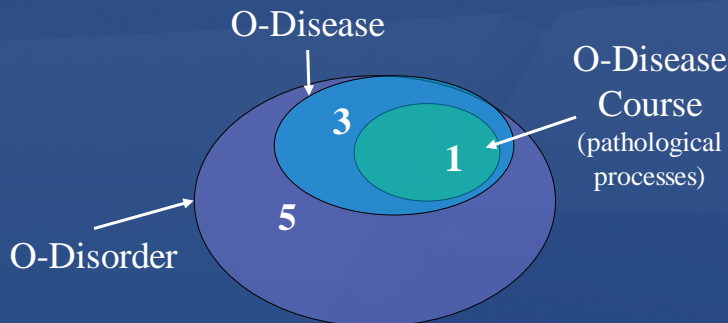 O-Disease
O-Disease
Course
(pathological
processes)
3
1
5
O-Disorder